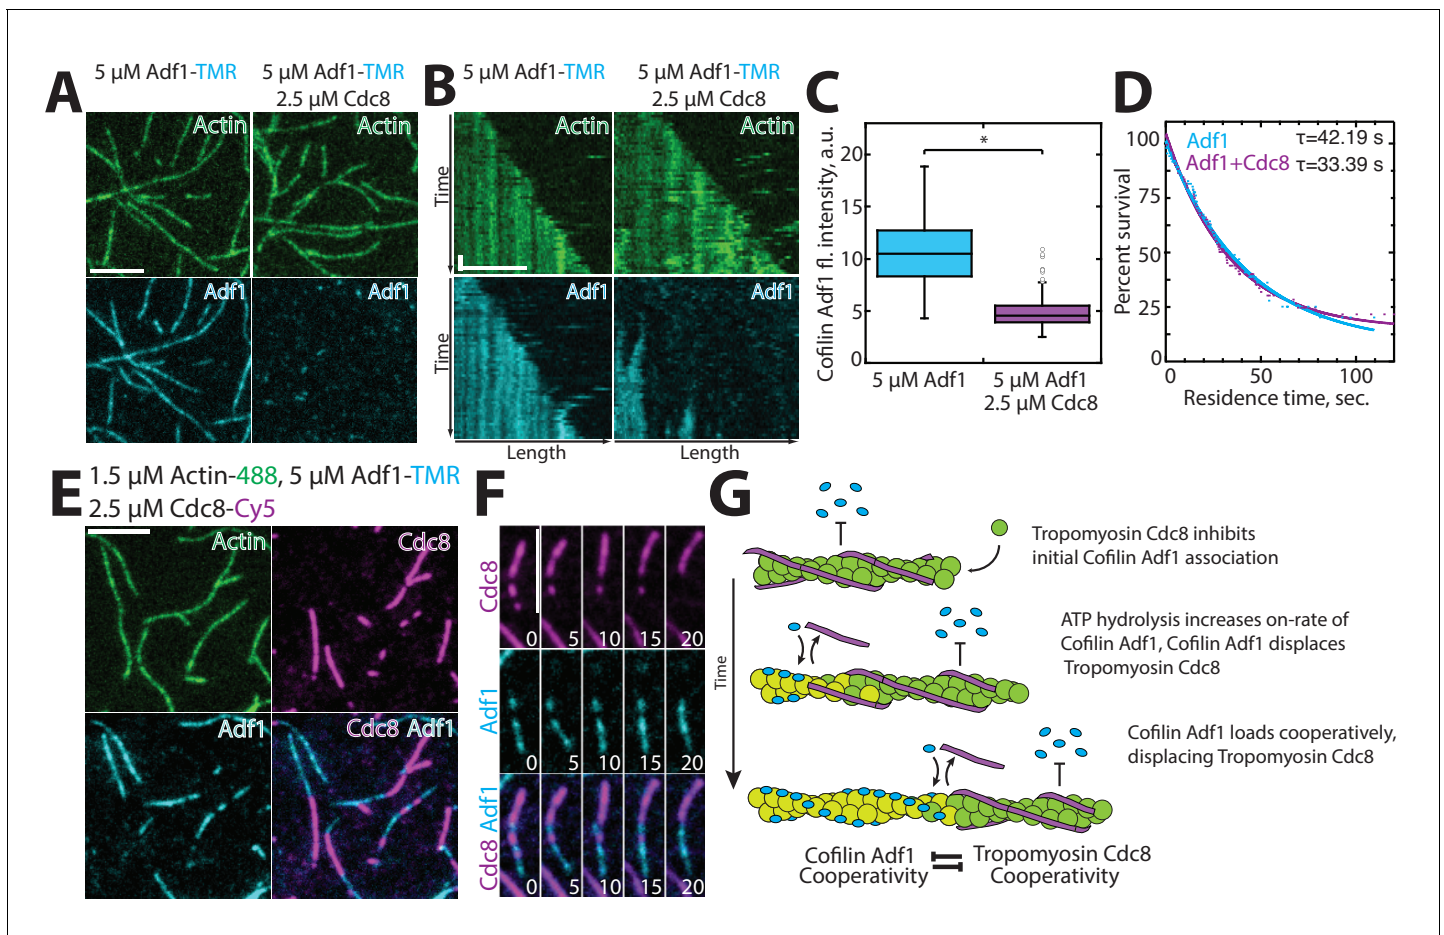 A
5 µM Adf1-TMR
5 µM Adf1-TMR
2.5 µM Cdc8
Actin
Actin
Adf1
Adf1
B
5 µM Adf1-TMR
5 µM Adf1-TMR
2.5 µM Cdc8
Time
Actin
Actin
Time
Adf1
Adf1
Length
Length
C
Cofilin Adf1 fl. intensity, a.u.
20
15
10
5
0
*
5 µM Adf1
5 µM Adf1
2.5 µM Cdc8
D
Percent survival
100
75
50
25
0
Adf1
τ=42.19 s
Adf1+Cdc8
τ=33.39 s
0
50
100
Residence time, sec.
E
1.5 µM Actin-488, 5 µM Adf1-TMR
2.5 µM Cdc8-Cy5
Actin
Cdc8
Adf1
Cdc8 Adf1
F
Cdc8
0
5
10
15
20
Adf1
0
5
10
15
20
Cdc8 Adf1
0
5
10
15
20
G
Time
Tropomyosin Cdc8 inhibits
initial Cofilin Adf1 association
ATP hydrolysis increases on-rate of
Cofilin Adf1, Cofilin Adf1 displaces
Tropomyosin Cdc8
Cofilin Adf1 loads cooperatively,
displacing Tropomyosin Cdc8
Cofilin Adf1
Cooperativity
Tropomyosin Cdc8
Cooperativity